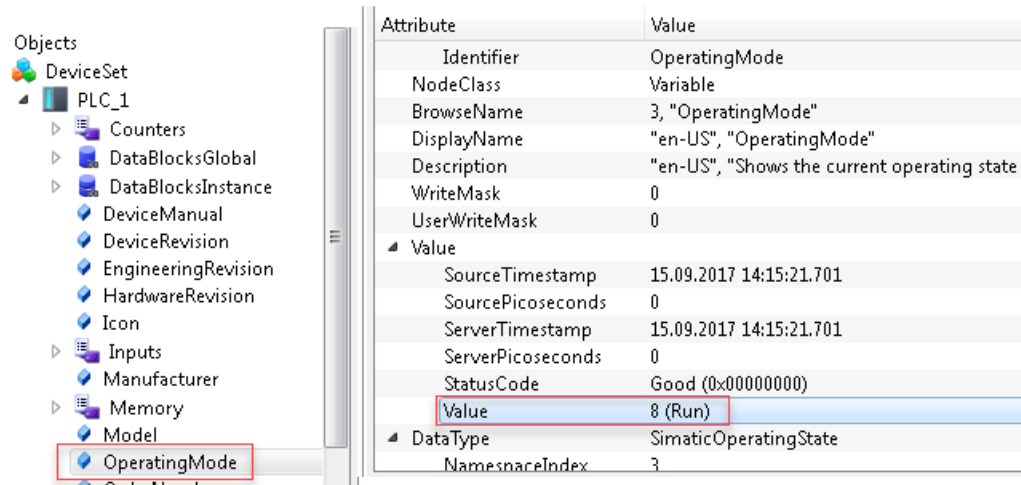 Objects
DeviceSet
PLC_1
Counters
DataBlocksGlobal
DataBlocksInstance
DeviceManual
DeviceRevision
EngineeringRevision
HardwareRevision
Icon
Inputs
Manufacturer
Memory
Model
OperatingMode
Attribute Value
Identifier OperatingMode
NodeClass Variable
BrowseName 3, "OperatingMode"
DisplayName "en-US", "OperatingMode"
Description "en-US", "Shows the current operating state
WriteMask 0
UserWriteMask 0
Value
SourceTimestamp 15.09.2017 14:15:21.701
SourcePicoseconds 0
ServerTimestamp 15.09.2017 14:15:21.701
ServerPicoseconds 0
StatusCode Good (0x00000000)
Value 8 (Run)
DataType SimaticOperatingState
NamespaceIndex 3